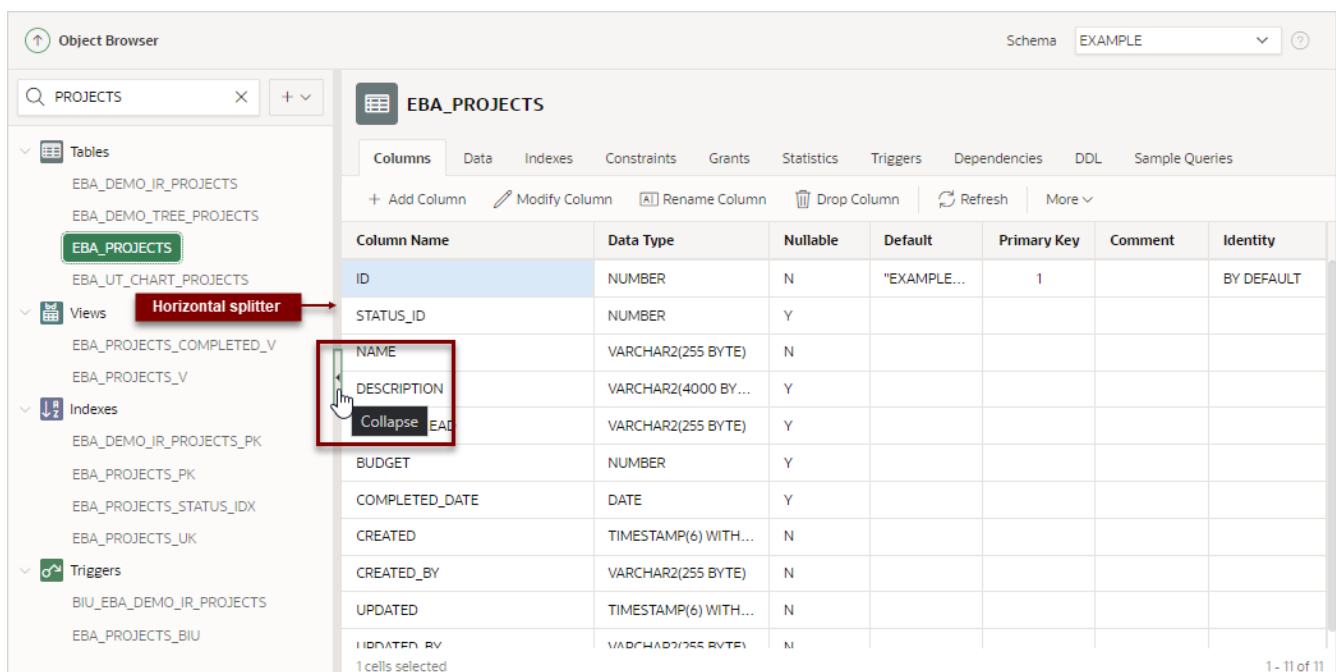 Object Browser Schema EXAMPLE
PROJECTS
Tables
EBA_DEMO_IR_PROJECTS
EBA_DEMO_TREE_PROJECTS
EBA_PROJECTS
EBA_UT_CHART_PROJECTS
Views
EBA_PROJECTS_COMPLETED_V
EBA_PROJECTS_V
Indexes
EBA_DEMO_IR_PROJECTS_PK
EBA_PROJECTS_PK
EBA_PROJECTS_STATUS_IDX
EBA_PROJECTS_UK
Triggers
BIU_EBA_DEMO_IR_PROJECTS
EBA_PROJECTS_BIU
Horizontal splitter
Collapse
EBA_PROJECTS
Columns Data Indexes Constraints Grants Statistics Triggers Dependencies DDL Sample Queries
+ Add Column Modify Column Rename Column Drop Column Refresh More
Column Name Data Type Nullable Default Primary Key Comment Identity
ID NUMBER N "EXAMPLE... 1 BY DEFAULT
STATUS_ID NUMBER Y
NAME VARCHAR2(255 BYTE) N
DESCRIPTION VARCHAR2(4000 BY... Y
EAD VARCHAR2(255 BYTE) Y
BUDGET NUMBER Y
COMPLETED_DATE DATE Y
CREATED TIMESTAMP(6) WITH... N
CREATED_BY VARCHAR2(255 BYTE) N
UPDATED TIMESTAMP(6) WITH... N
UPDATED_BY VARCHAR2(255 BYTE) N
1 cells selected 1 - 11 of 11